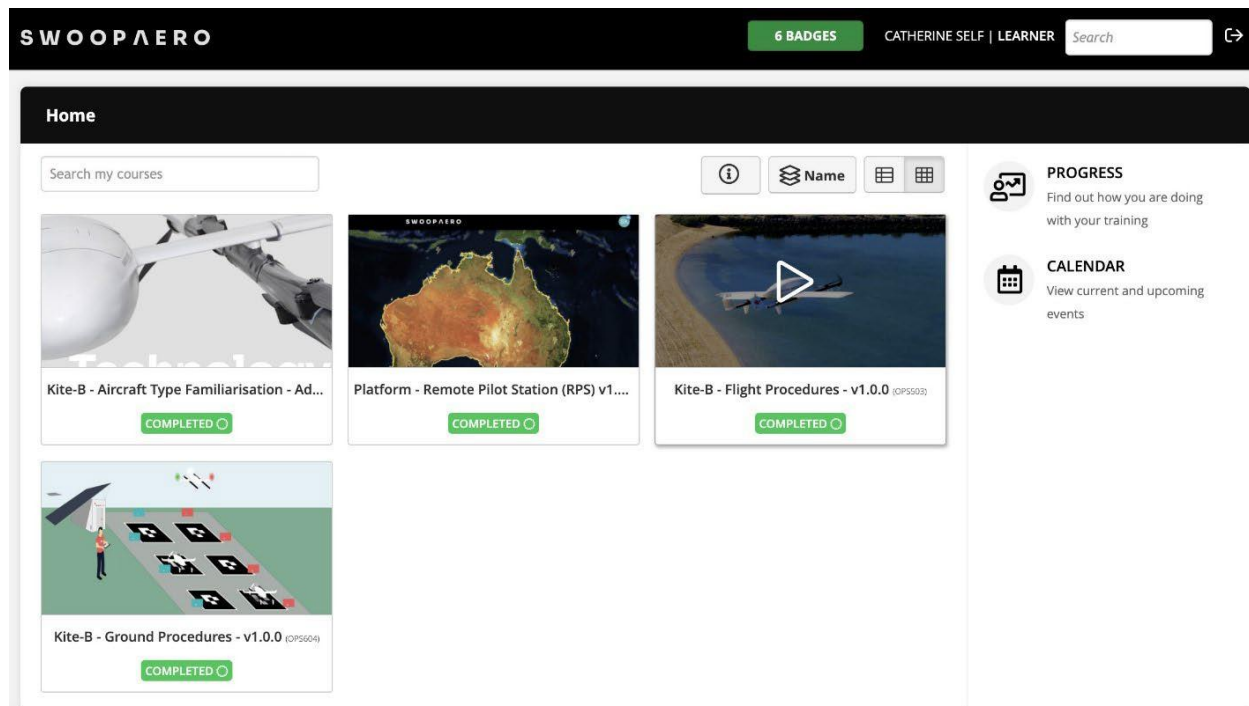 SWOOPAERO
6 BADGES
CATHERINE SELF | LEARNER
Search
Home
Search my courses
Name
PROGRESS
Find out how you are doing
with your training
CALENDAR
View current and upcoming
events
Technology
SWOOPAERO
Kite-B - Aircraft Type Familiarisation - Ad...
COMPLETED
Platform - Remote Pilot Station (RPS) v1....
COMPLETED
Kite-B - Flight Procedures - v1.0.0 (OPS503)
COMPLETED
Kite-B - Ground Procedures - v1.0.0 (OPS604)
COMPLETED